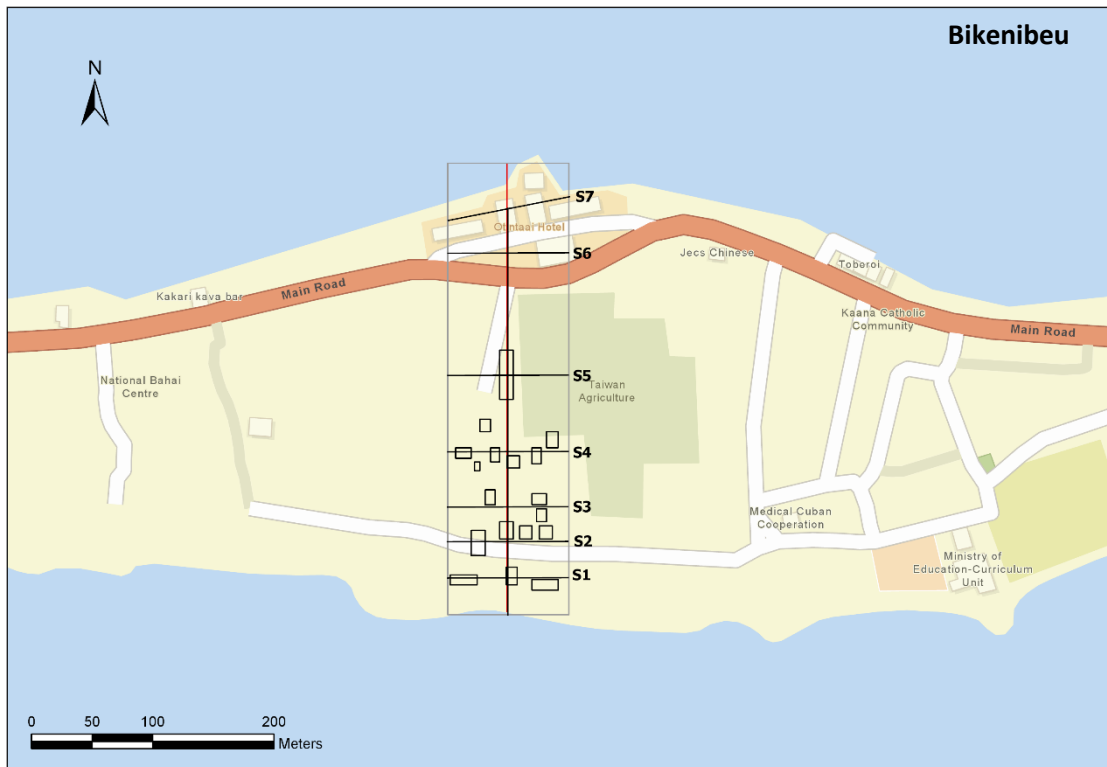 Bikenibeu
N
S7
Otintaai Hotel
S6
Jecs Chinese
Toberoi
Main Road
Kakari kava bar
Kaana Catholic
Community
Main Road
National Bahai
Centre
S5
Taiwan
Agriculture
S4
S3
Medical Cuban
Cooperation
S2
S1
Ministry of
Education-Curriculum
Unit
0 50 100 200
Meters